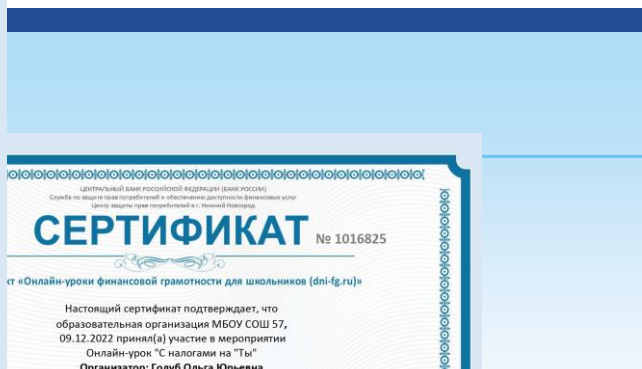 ЦЕНТРАЛЬНЫЙ БАНК РОССИЙСКОЙ ФЕДЕРАЦИИ (БАНК РОССИИ)
Служба по защите прав потребителей и обеспечению доступности финансовых услуг
Центр защиты прав потребителей в г. Нижний Новгород
СЕРТИФИКАТ № 1016825
кт «Онлайн-уроки финансовой грамотности для школьников (dni-fg.ru)»
Настоящий сертификат подтверждает, что
образовательная организация МБОУ СОШ 57,
09.12.2022 принял(а) участие в мероприятии
Онлайн-урок "С налогами на "Ты"
Организатор: Голуб Ольга Юрьевна